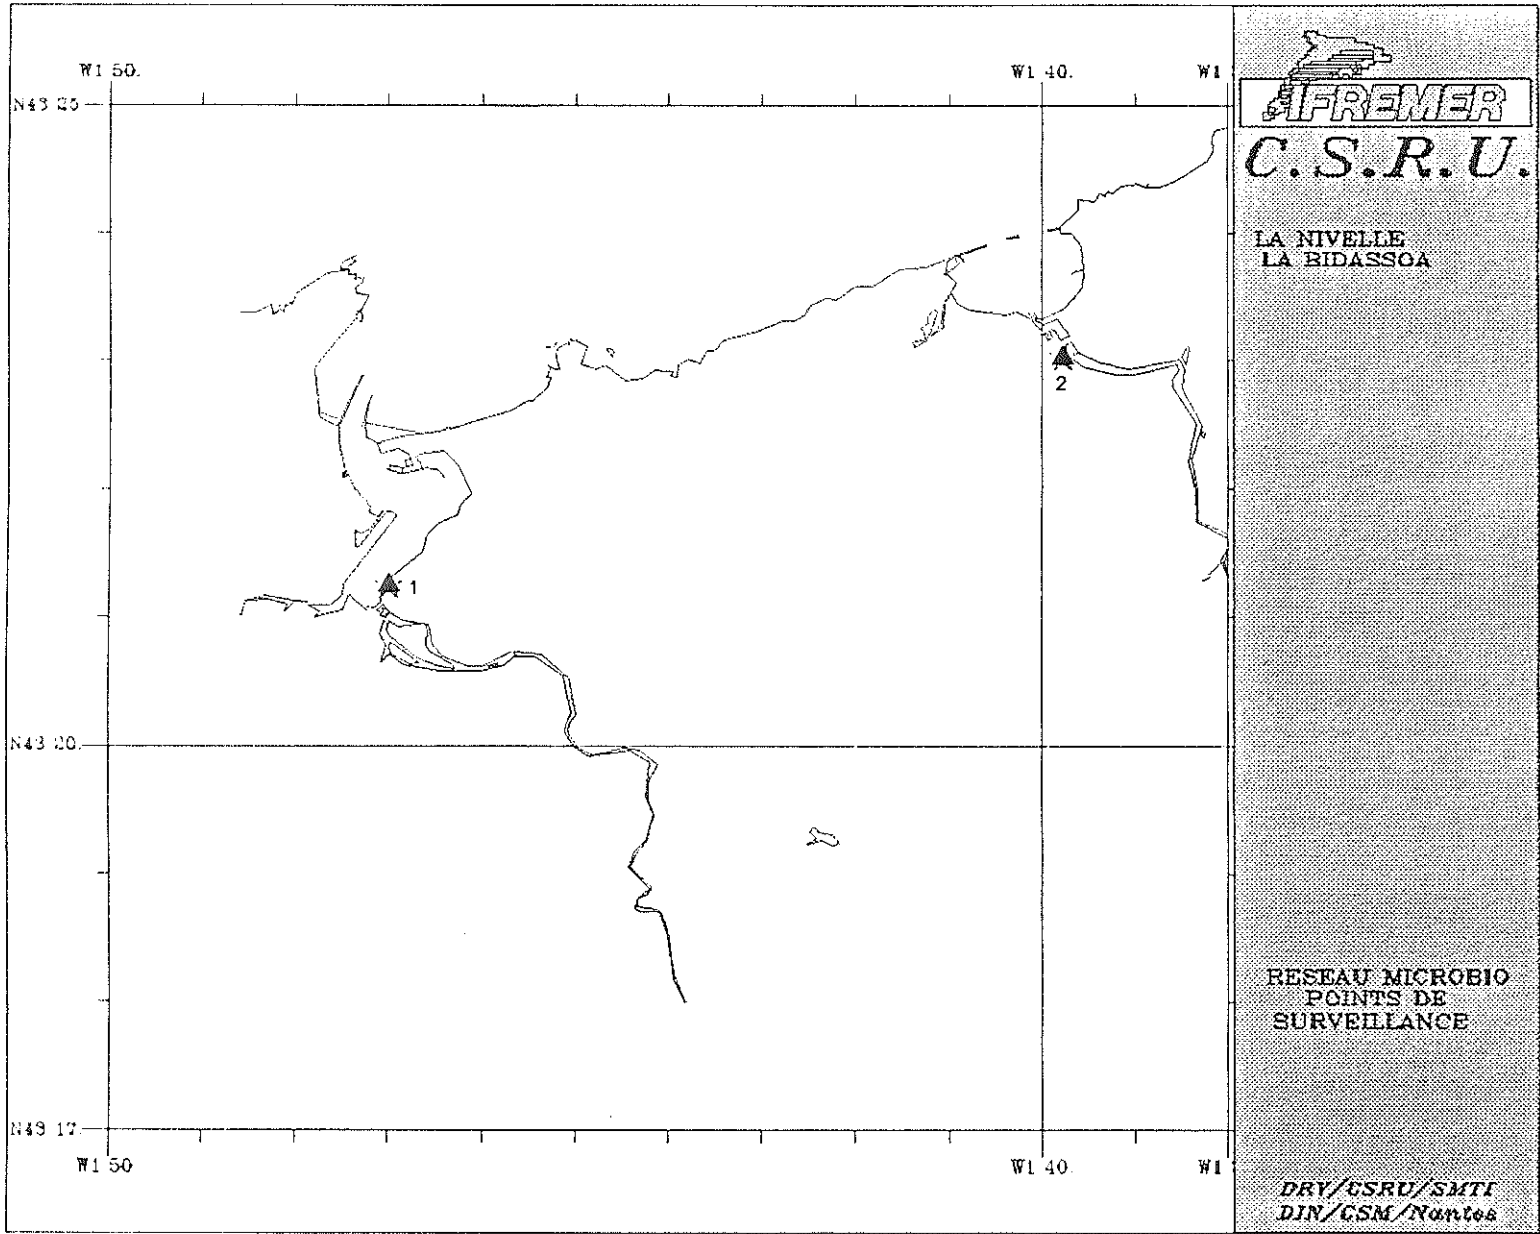 W1 50.
W1 40.
W1
N43 25
2
1
N43 20.
N43 17.
W1 50
W1 40.
W1
IFREMER
C.S.R.U.
LA NIVELLE
LA BIDASSOA
RESEAU MICROBIO
POINTS DE
SURVEILLANCE
DRV/CSRU/SMTI
DIN/CSM/Nantes